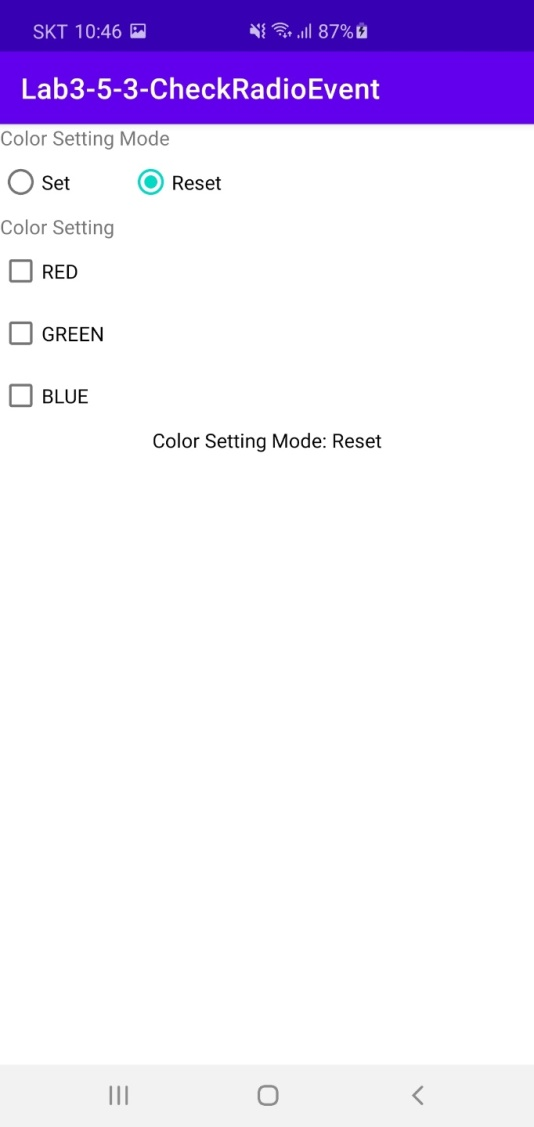 SKT 10:46 87%
Lab3-5-3-CheckRadioEvent
Color Setting Mode
Set Reset
Color Setting
RED
GREEN
BLUE
Color Setting Mode: Reset